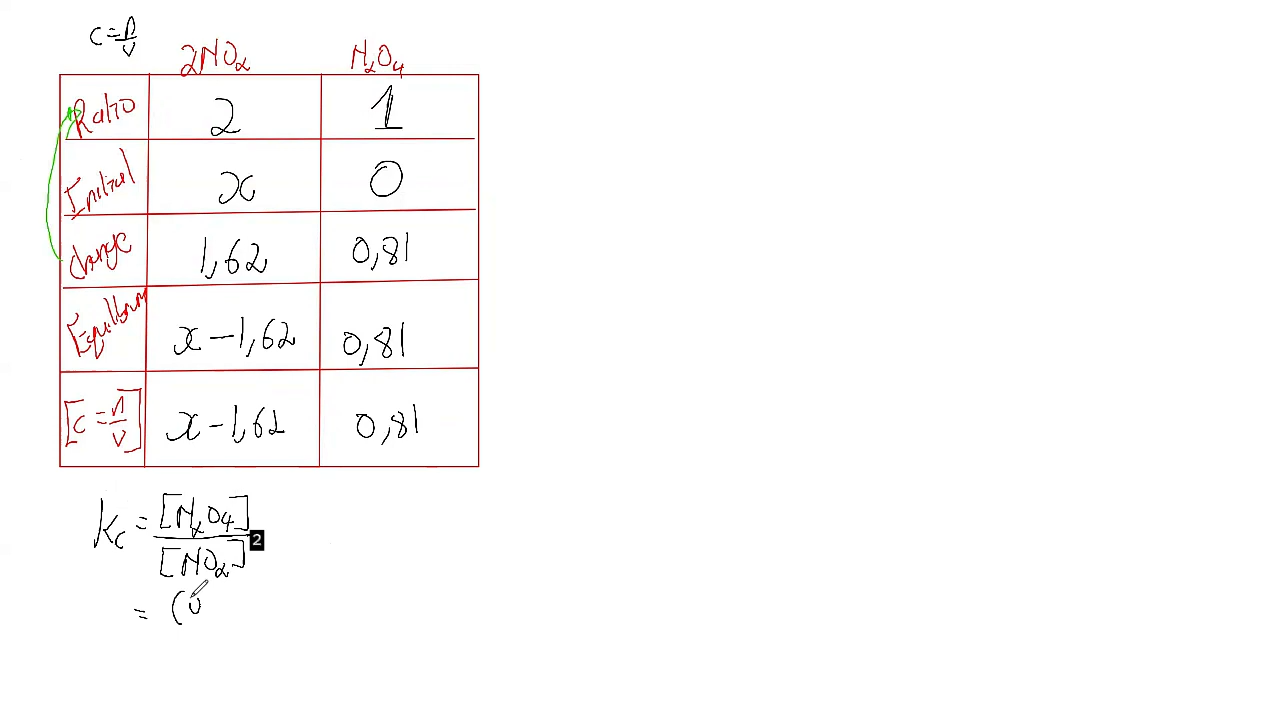 c = n/v
2NO₂ N₂O₄
Ratio 2 1
Initial x 0
change 1,62 0,81
Equilibrium x - 1,62 0,81
[c = n/v] x - 1,62 0,81
Kc = [N₂O₄] / [NO₂]²
= (0